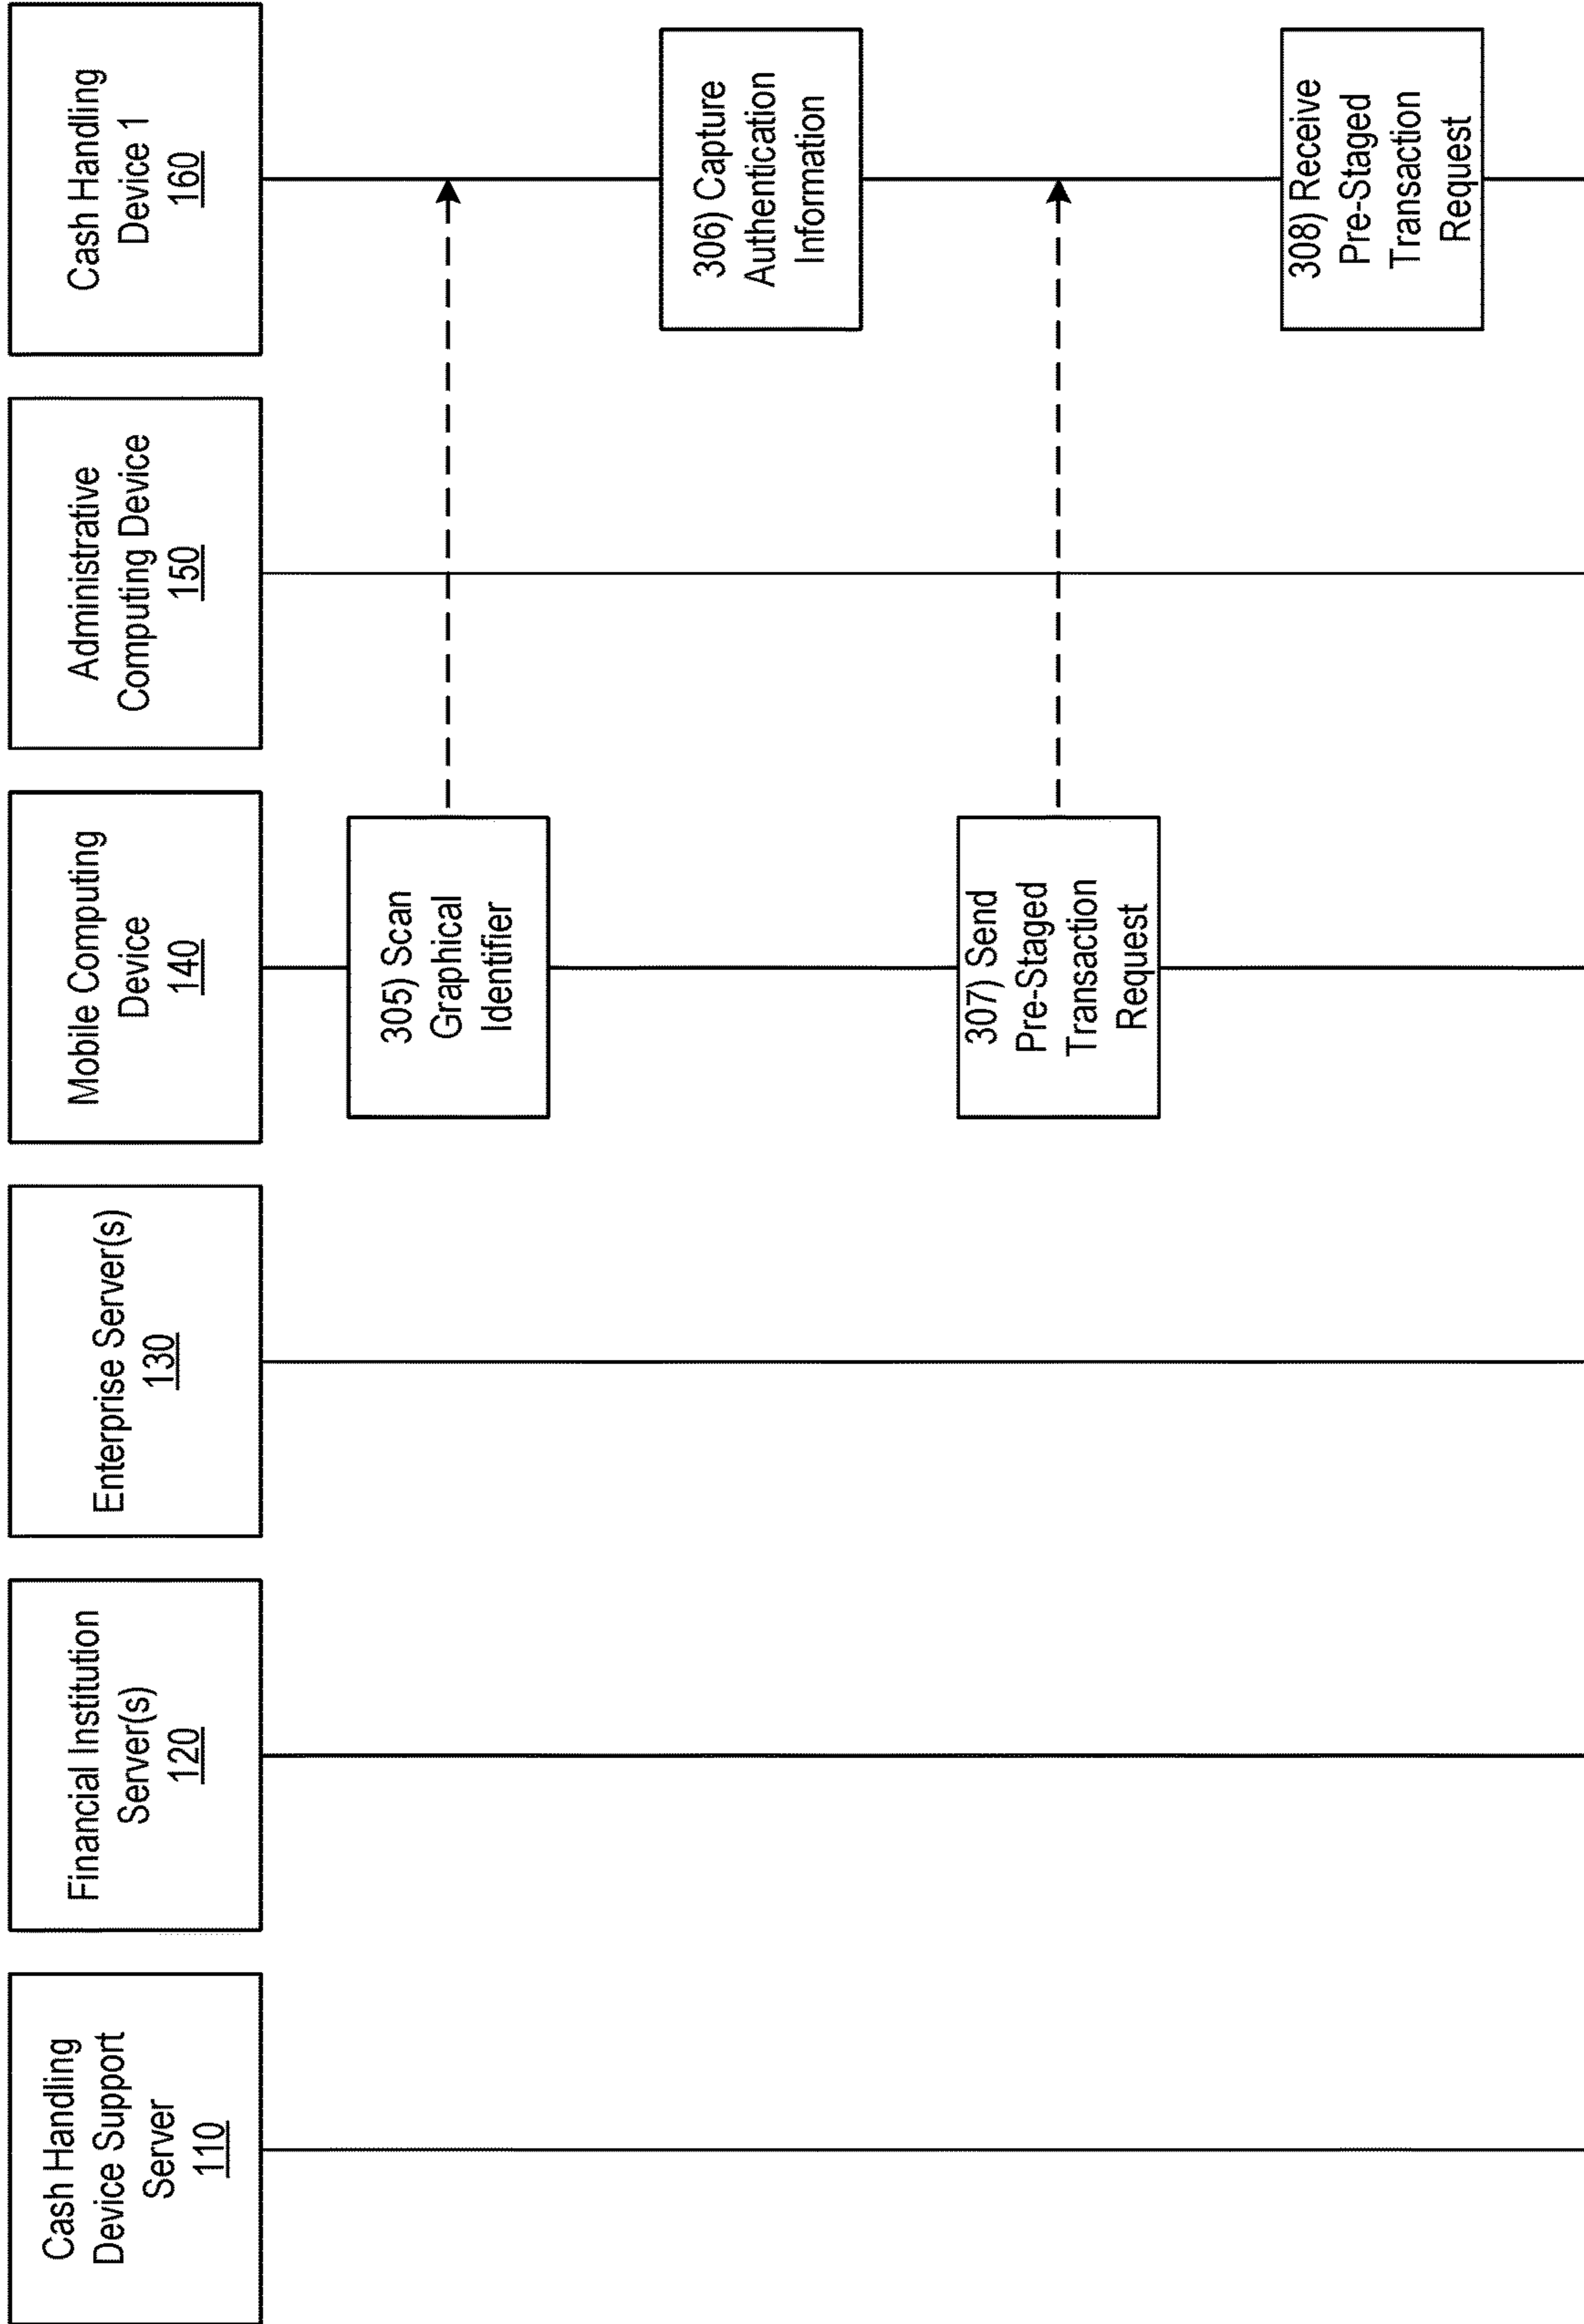 Cash Handling
Device Support
Server
110
Financial Institution
Server(s)
120
Enterprise Server(s)
130
Mobile Computing
Device
140
Administrative
Computing Device
150
Cash Handling
Device 1
160
305) Scan
Graphical
Identifier
306) Capture
Authentication
Information
307) Send
Pre-Staged
Transaction
Request
308) Receive
Pre-Staged
Transaction
Request